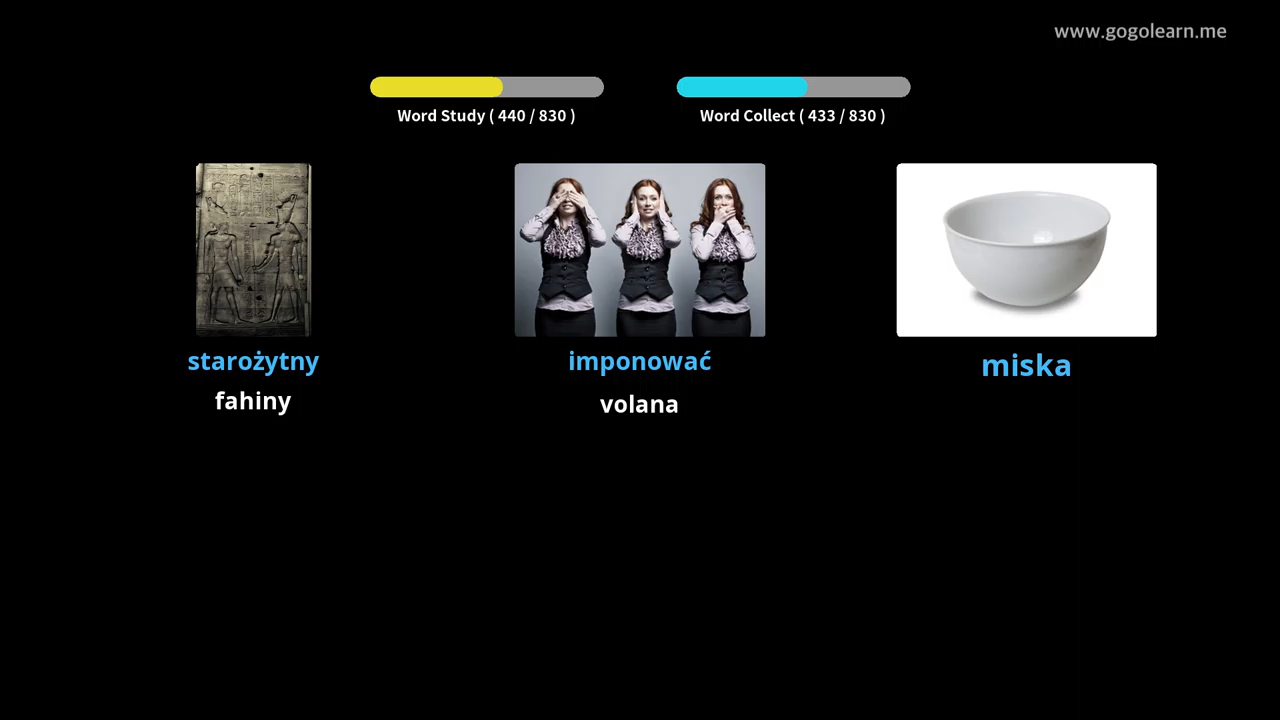 www.gogolearn.me
Word Study ( 440 / 830 )
Word Collect ( 433 / 830 )
starożytny
fahiny
imponować
volana
miska